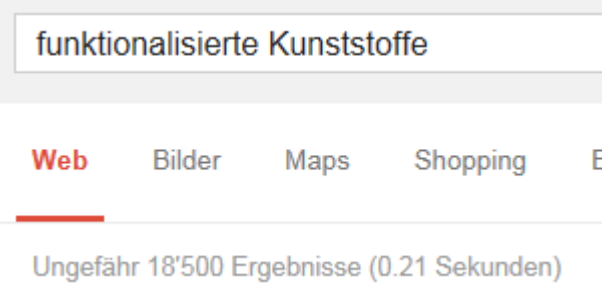 funktionalisierte Kunststoffe
Web Bilder Maps Shopping
Ungefähr 18'500 Ergebnisse (0.21 Sekunden)